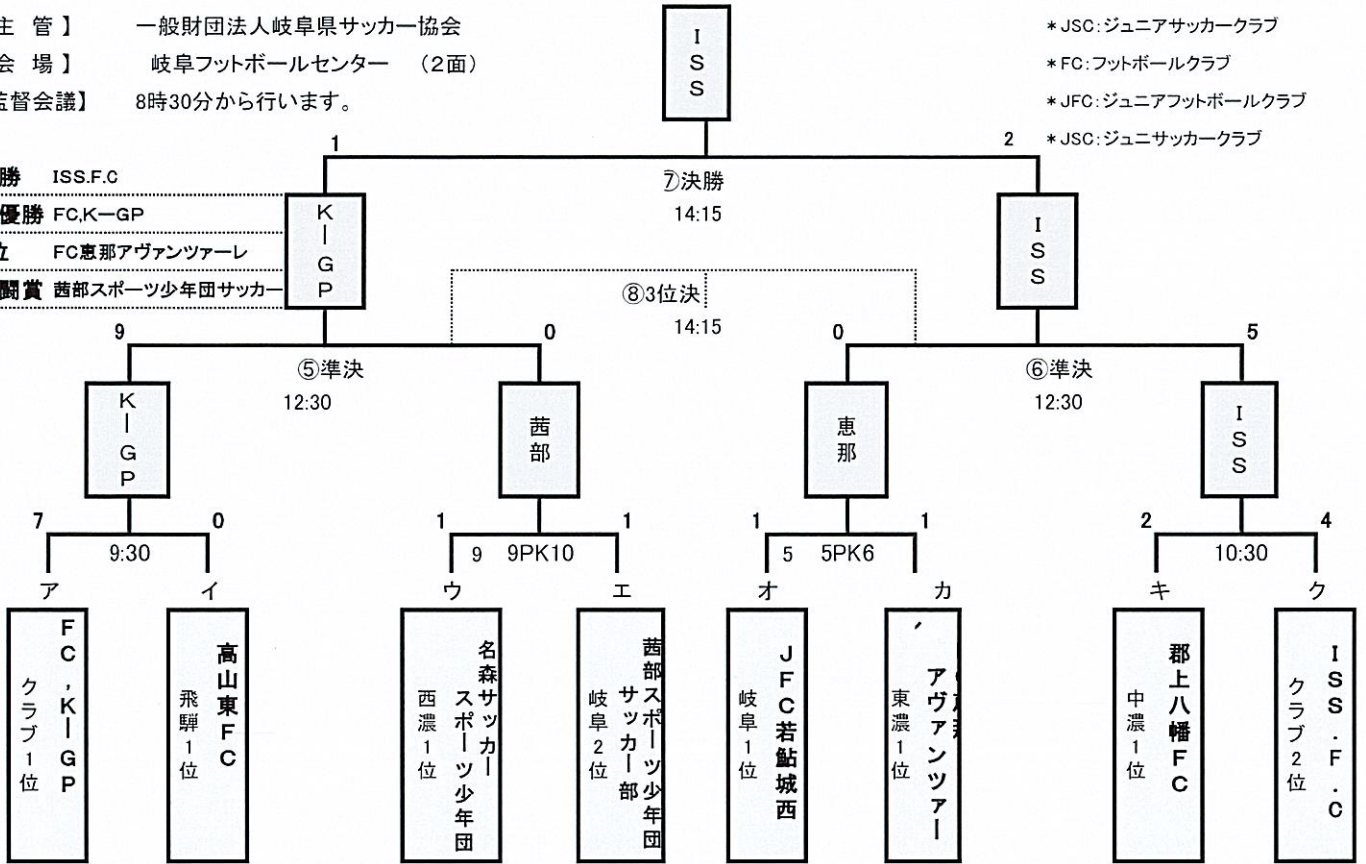 主 管 】 一般財団法人岐阜県サッカー協会
会 場 】 岐阜フットボールセンター （2面）
監督会議】 8時30分から行います。
＊JSC:ジュニアサッカークラブ
＊FC:フットボールクラブ
＊JFC:ジュニアフットボールクラブ
＊JSC:ジュニサッカークラブ
ISS
1
2
勝 ISS.F.C
優勝 FC,K－GP
位 FC恵那アヴァンツァーレ
闘賞 茜部スポーツ少年団サッカー
⑦決勝
14:15
K－GP
ISS
⑧3位決
14:15
9
0
0
5
⑤準決
12:30
⑥準決
12:30
K－GP
茜部
恵那
ISS
7
0
1
1
1
1
2
4
9:30
9 9PK10
5 5PK6
10:30
ア
イ
ウ
エ
オ
カ
キ
ク
FC,K－GP
クラブ1位
高山東FC
飛騨1位
名森サッカー
スポーツ少年団
西濃1位
茜部スポーツ少年団
サッカー部
岐阜2位
JFC若鮎城西
岐阜1位
アヴァンツァー
東濃1位
郡上八幡FC
中濃1位
ISS.F.C
クラブ2位